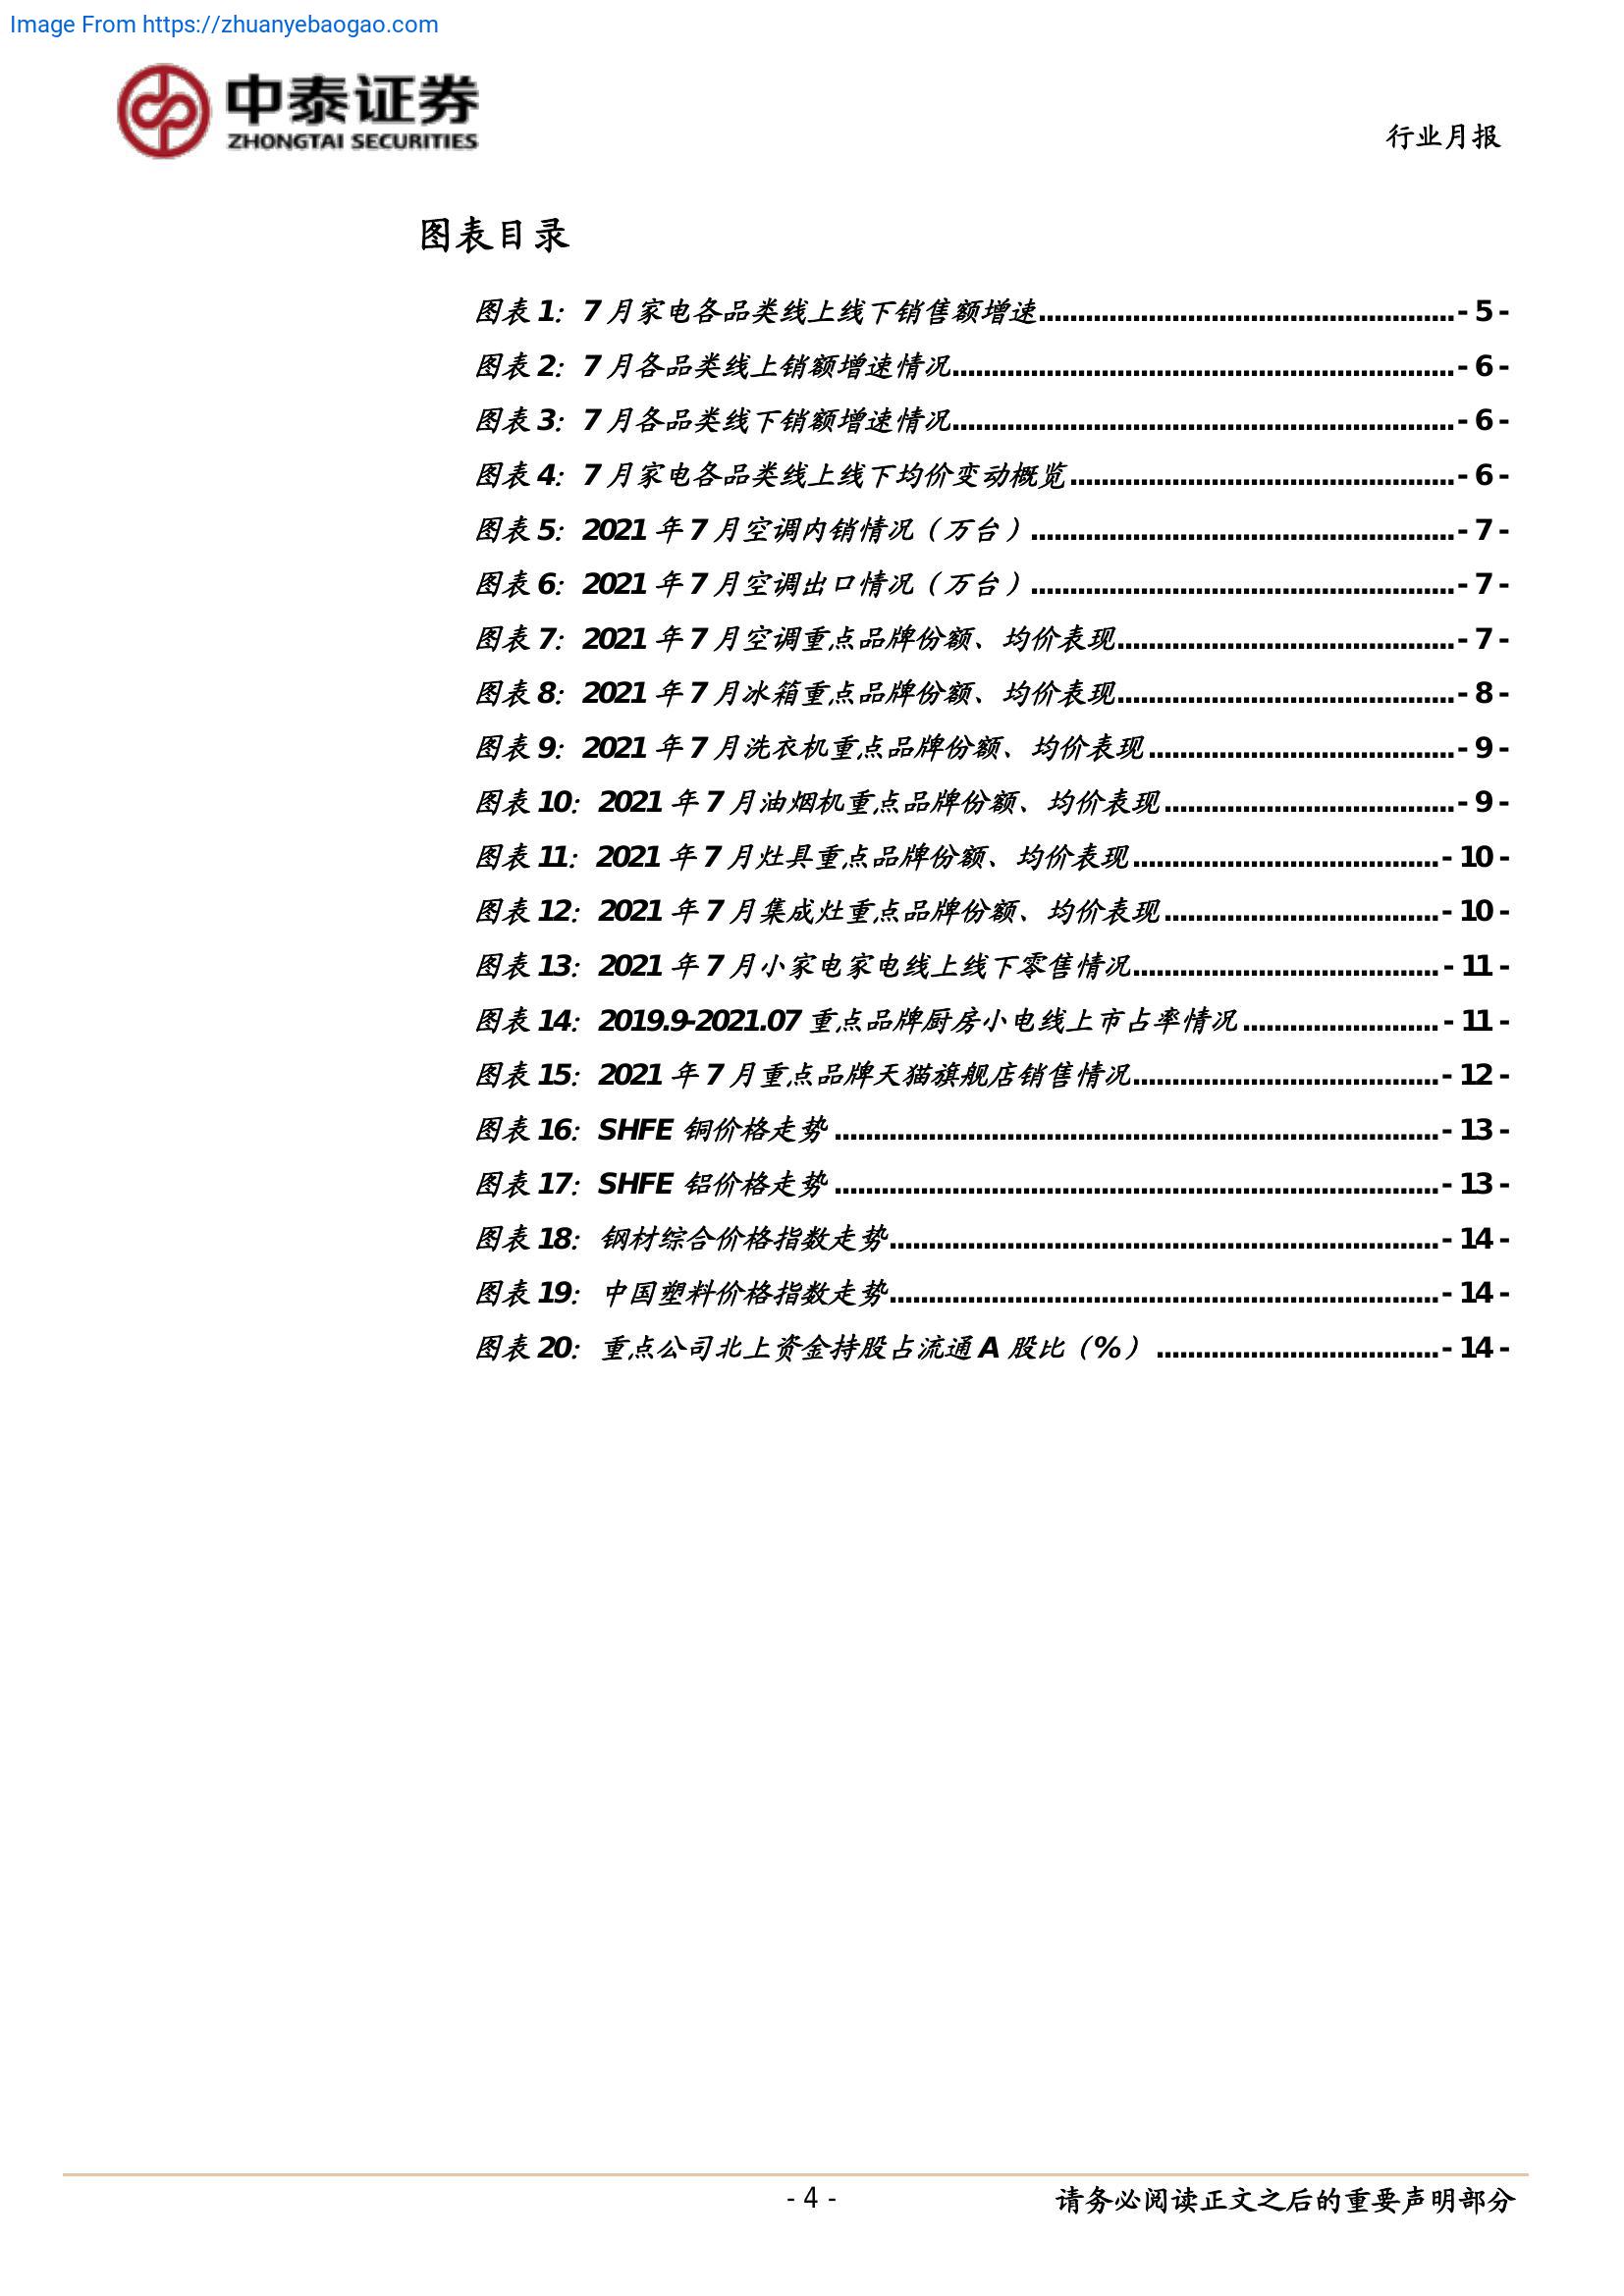 Image From https://zhuanyebaogao.com
中泰证券
ZHONGTAI SECURITIES
行业月报
图表目录
图表 1：7 月家电各品类线上线下销售额增速.....................................................- 5 -
图表 2：7 月各品类线上销额增速情况................................................................- 6 -
图表 3：7 月各品类线下销额增速情况................................................................- 6 -
图表 4：7 月家电各品类线上线下均价变动概览.................................................- 6 -
图表 5：2021 年 7 月空调内销情况（万台）......................................................- 7 -
图表 6：2021 年 7 月空调出口情况（万台）......................................................- 7 -
图表 7：2021 年 7 月空调重点品牌份额、均价表现...........................................- 7 -
图表 8：2021 年 7 月冰箱重点品牌份额、均价表现...........................................- 8 -
图表 9：2021 年 7 月洗衣机重点品牌份额、均价表现.......................................- 9 -
图表 10：2021 年 7 月油烟机重点品牌份额、均价表现.....................................- 9 -
图表 11：2021 年 7 月灶具重点品牌份额、均价表现.......................................- 10 -
图表 12：2021 年 7 月集成灶重点品牌份额、均价表现...................................- 10 -
图表 13：2021 年 7 月小家电家电线上线下零售情况.......................................- 11 -
图表 14：2019.9-2021.07 重点品牌厨房小电线上市占率情况.........................- 11 -
图表 15：2021 年 7 月重点品牌天猫旗舰店销售情况.......................................- 12 -
图表 16：SHFE 铜价格走势.............................................................................- 13 -
图表 17：SHFE 铝价格走势.............................................................................- 13 -
图表 18：钢材综合价格指数走势......................................................................- 14 -
图表 19：中国塑料价格指数走势......................................................................- 14 -
图表 20：重点公司北上资金持股占流通 A 股比（%）....................................- 14 -
- 4 -
请务必阅读正文之后的重要声明部分